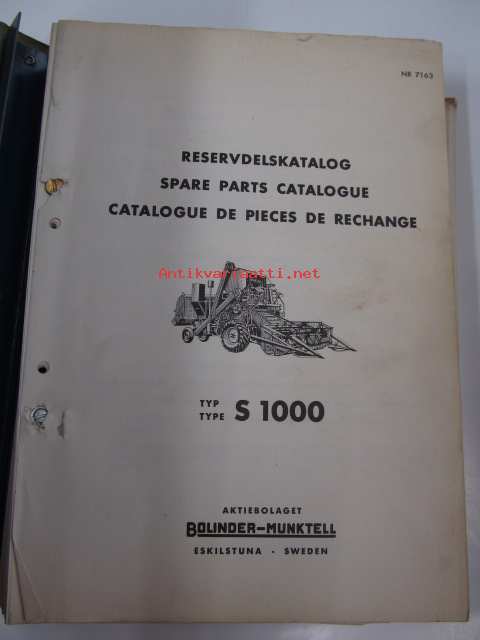 NR 7163
RESERVDELSKATALOG
SPARE PARTS CATALOGUE
CATALOGUE DE PIECES DE RECHANGE
Antikvariaatti.net
TYP
TYPE S 1000
AKTIEBOLAGET
BOLINDER-MUNKTELL
ESKILSTUNA - SWEDEN